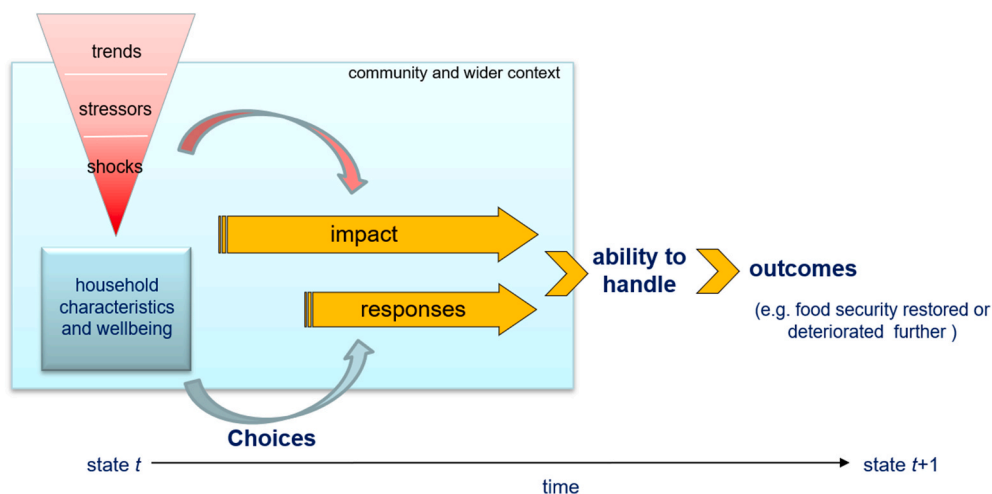 trends
community and wider context
stressors
shocks
impact
household
characteristics
and wellbeing
ability to
handle
outcomes
responses
(e.g. food security restored or
deteriorated  further )
Choices
state t
state t+1
time